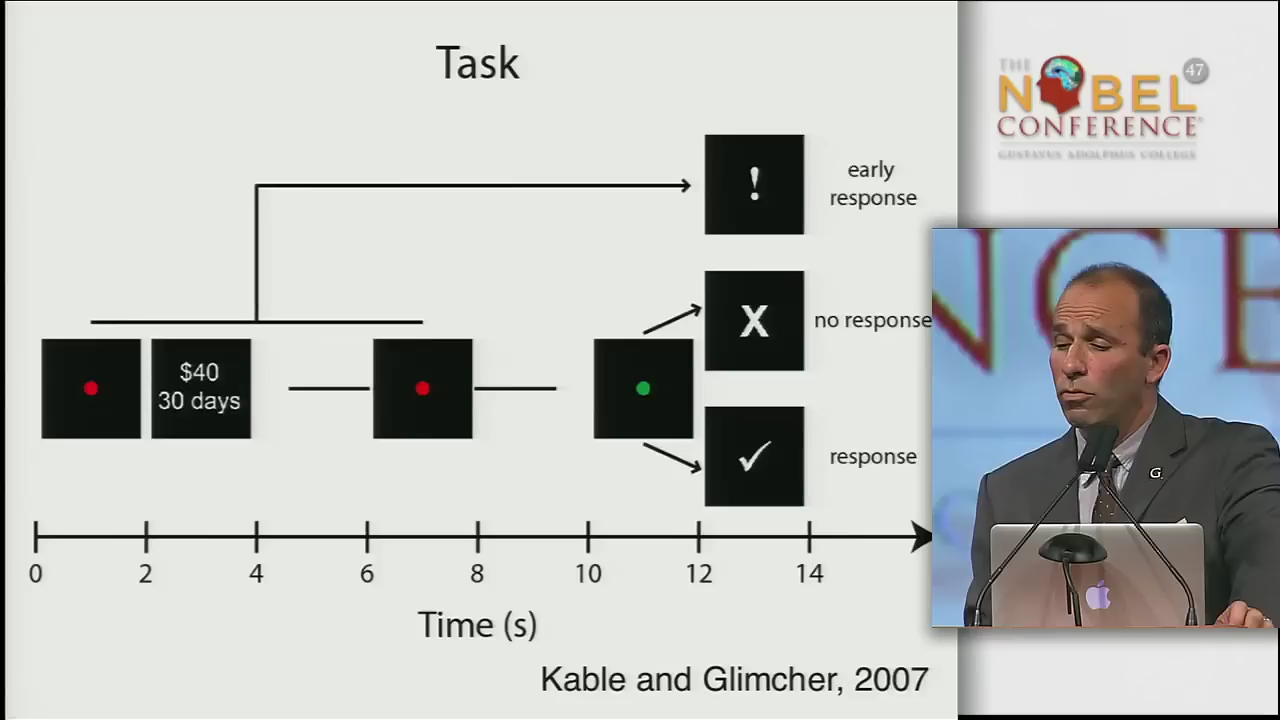 Task
THE
NOBEL
47
CONFERENCE
GUSTAVUS ADOLPHUS COLLEGE
!
early
response
X
no response
$40
30 days
✓
response
0 2 4 6 8 10 12 14
Time (s)
Kable and Glimcher, 2007
NCE
G